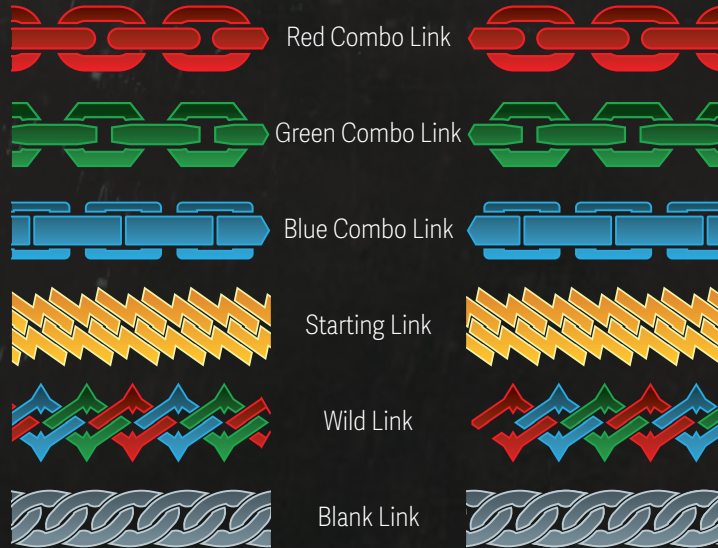 Red Combo Link
Green Combo Link
Blue Combo Link
Starting Link
Wild Link
Blank Link